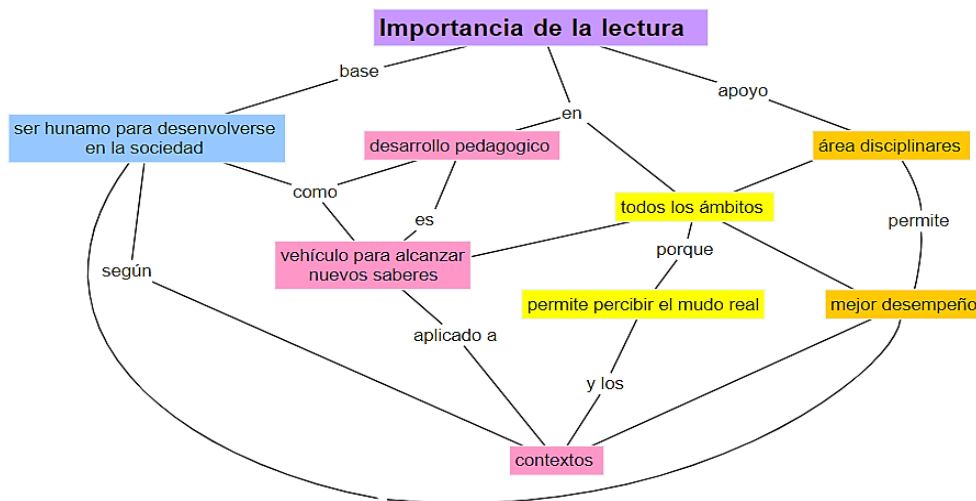 Importancia de la lectura
base
apoyo
en
ser hunamo para desenvolverse
en la sociedad
desarrollo pedagogico
área disciplinares
como
todos los ámbitos
es
permite
vehículo para alcanzar
nuevos saberes
porque
según
permite percibir el mudo real
mejor desempeño
aplicado a
y los
contextos